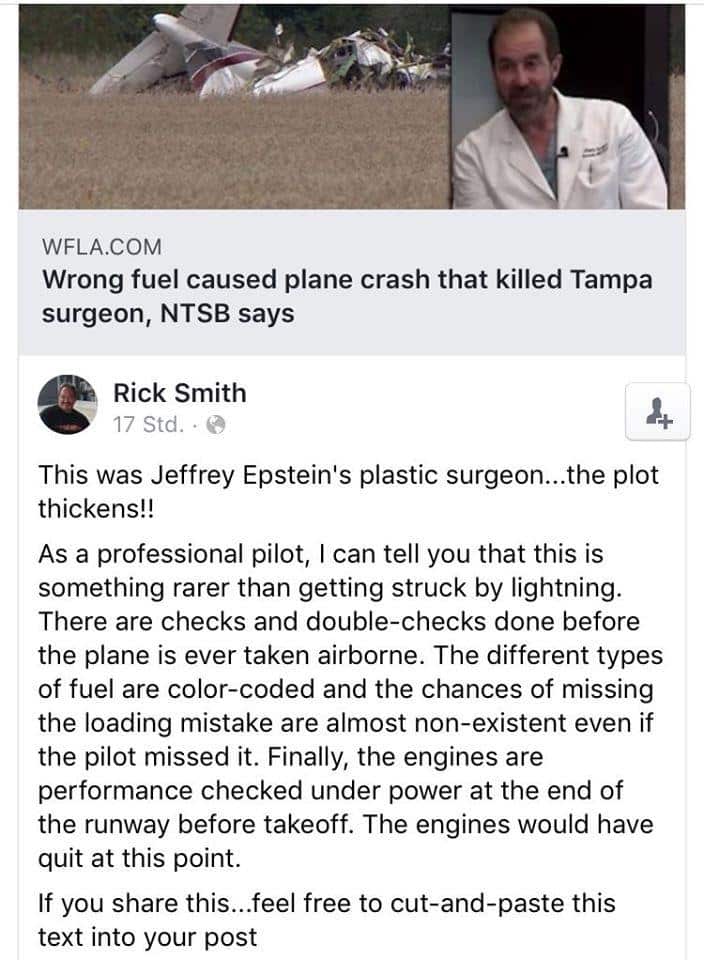 WFLA.COM
Wrong fuel caused plane crash that killed Tampa
surgeon, NTSB says
Rick Smith
17 Std. ·
This was Jeffrey Epstein's plastic surgeon...the plot
thickens!!
As a professional pilot, I can tell you that this is
something rarer than getting struck by lightning.
There are checks and double-checks done before
the plane is ever taken airborne. The different types
of fuel are color-coded and the chances of missing
the loading mistake are almost non-existent even if
the pilot missed it. Finally, the engines are
performance checked under power at the end of
the runway before takeoff. The engines would have
quit at this point.
If you share this...feel free to cut-and-paste this
text into your post